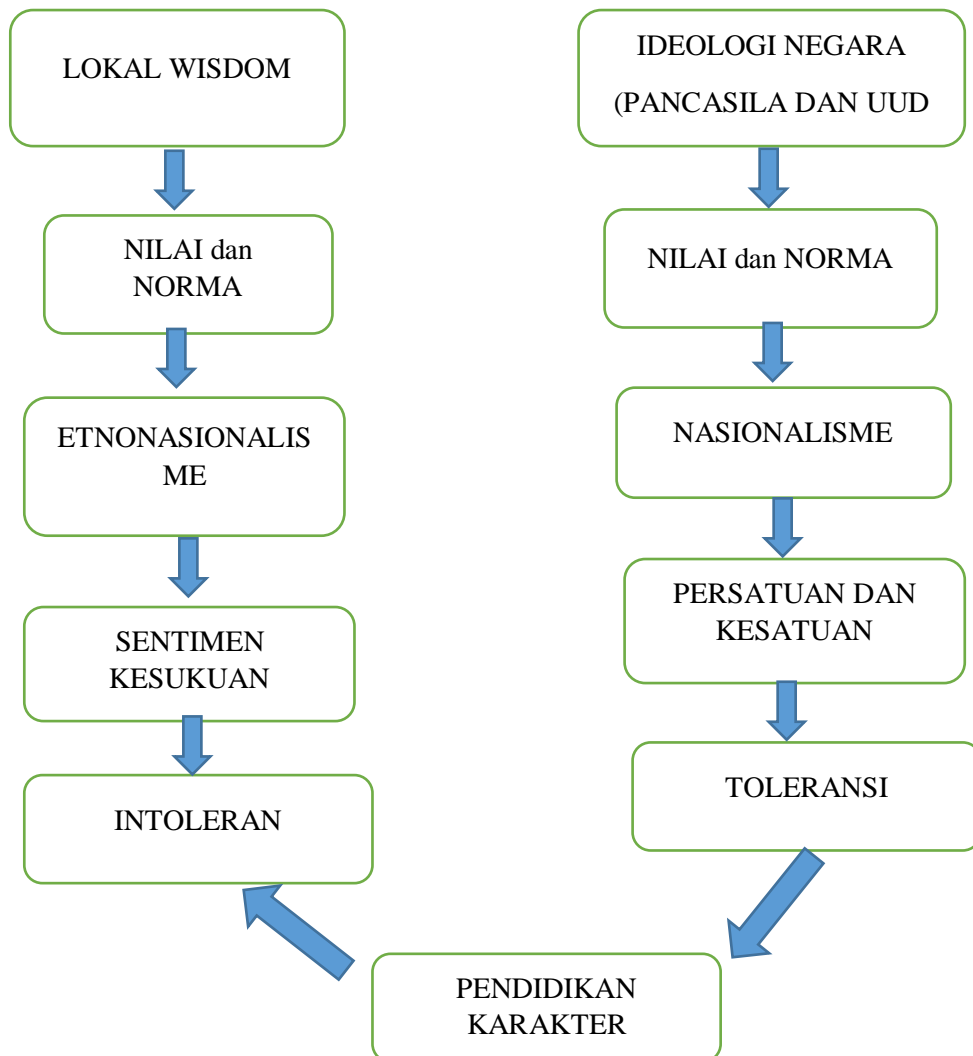 LOKAL WISDOM
NILAI dan
NORMA
ETNONASIONALIS
ME
SENTIMEN
KESUKUAN
INTOLERAN
IDEOLOGI NEGARA
(PANCASILA DAN UUD
NILAI dan NORMA
NASIONALISME
PERSATUAN DAN
KESATUAN
TOLERANSI
PENDIDIKAN
KARAKTER